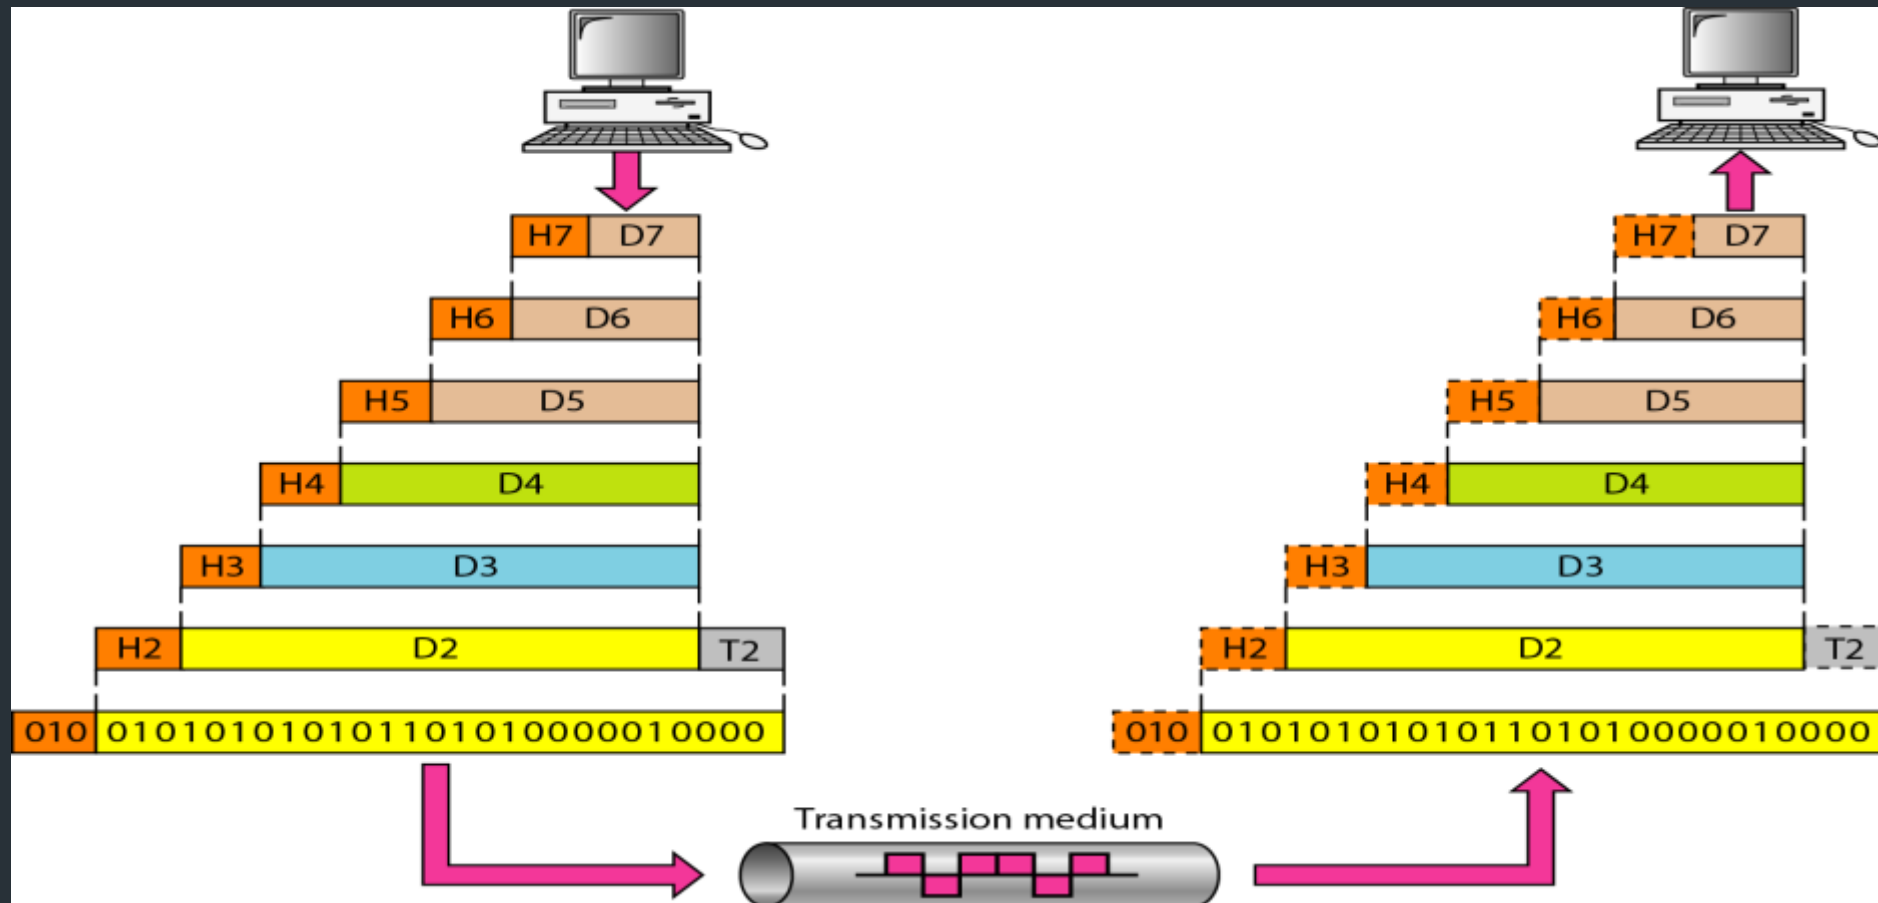 H7 D7 H7 D7
H6 D6 H6 D6
H5 D5 H5 D5
H4 D4 H4 D4
H3 D3 H3 D3
H2 D2 T2 H2 D2 T2
010 010101010101101010000010000 010 010101010101101010000010000
Transmission medium